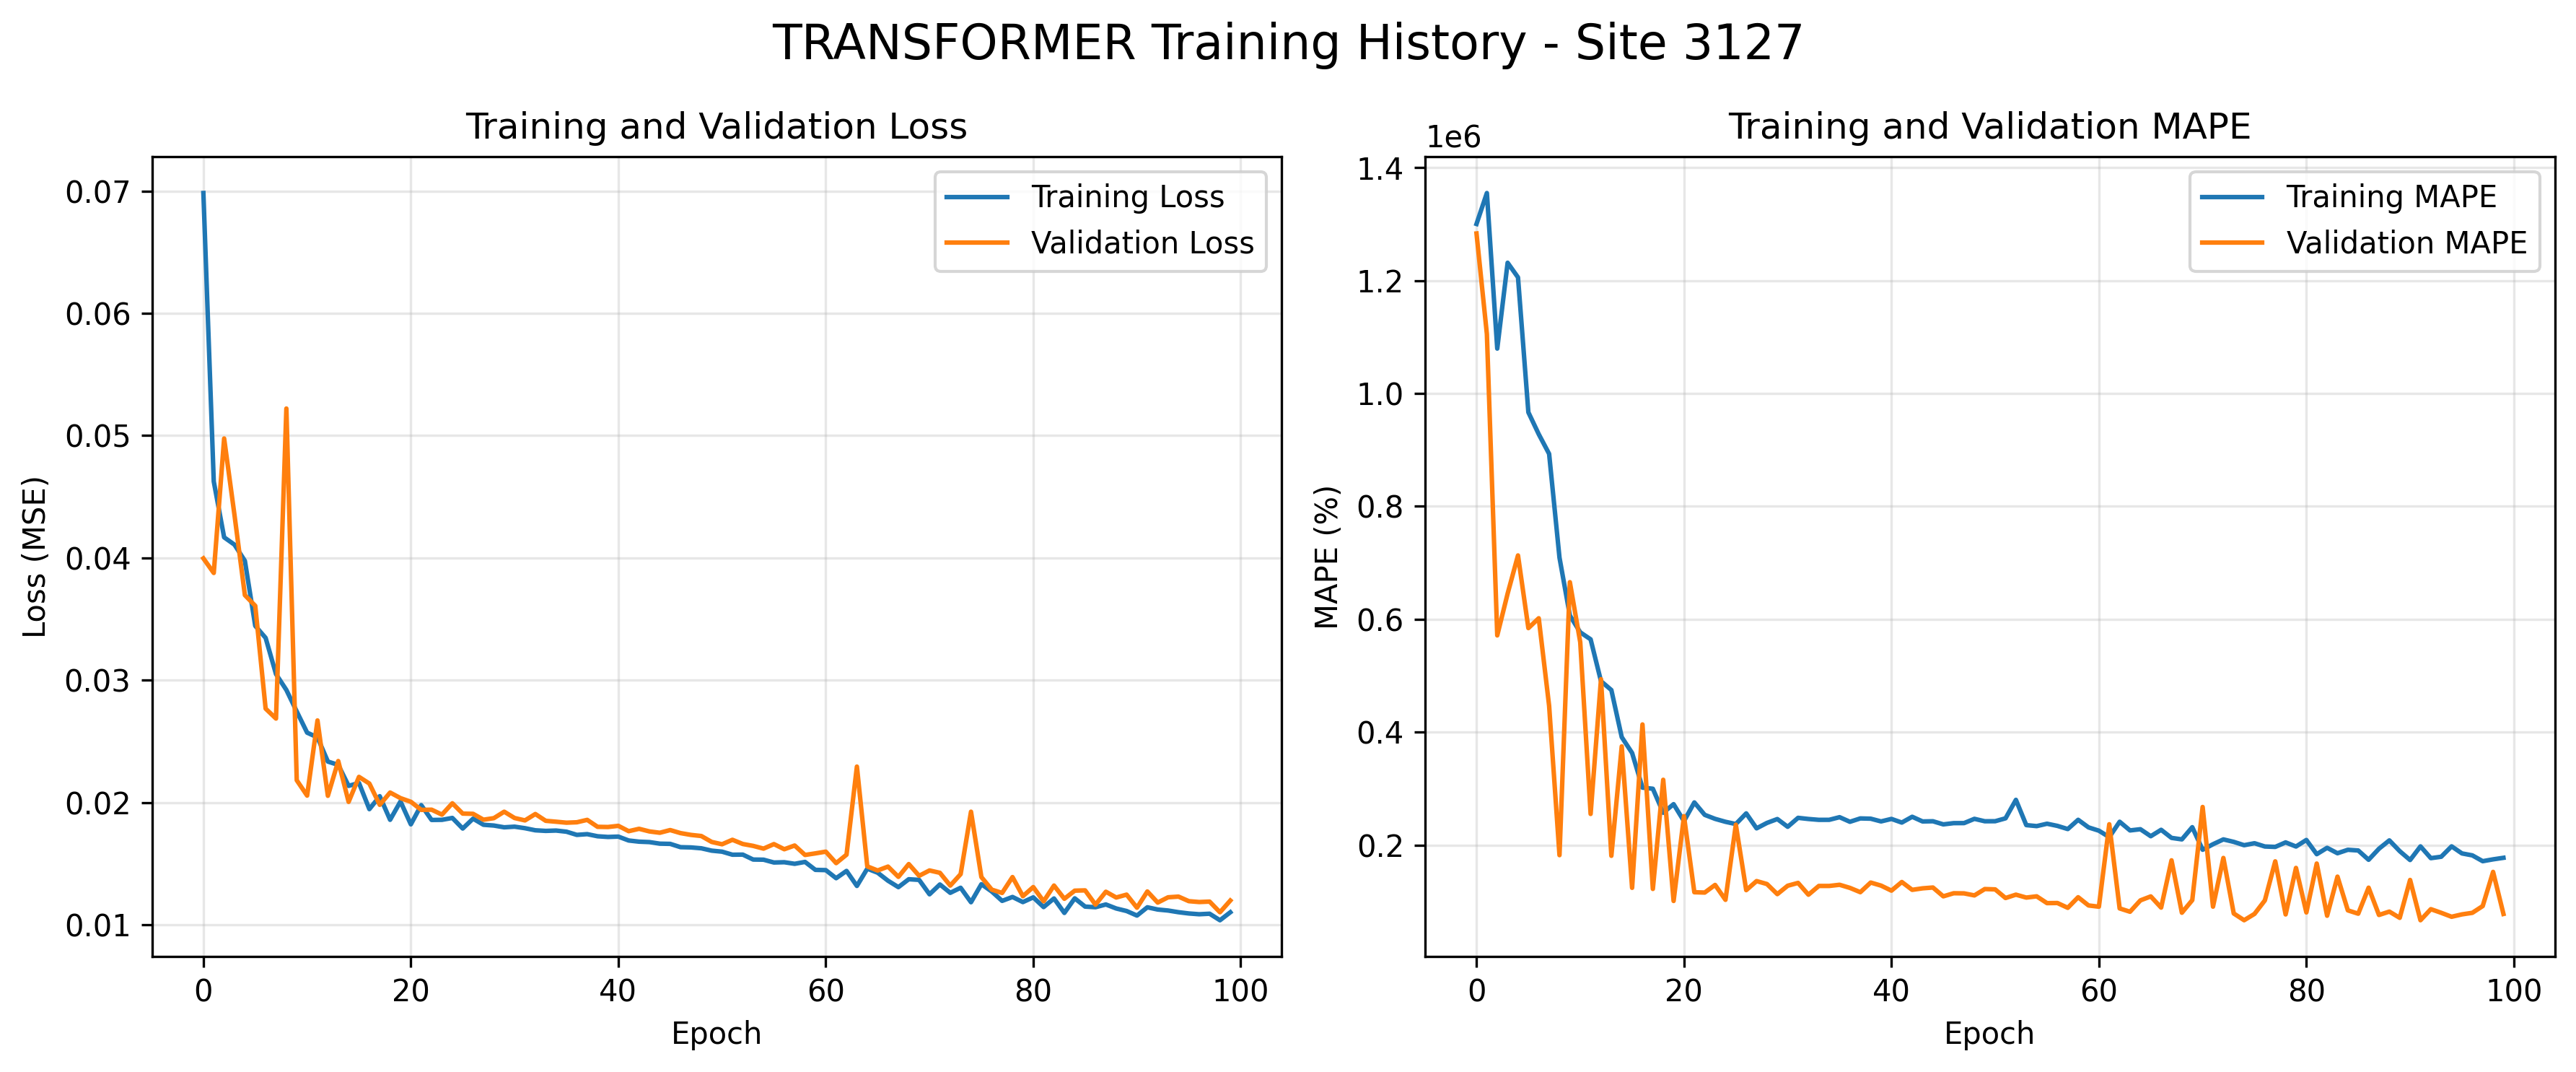 TRANSFORMER Training History - Site 3127
Training and Validation Loss
0.07
0.06
0.05
0.04
0.03
0.02
0.01
Loss (MSE)
0 20 40 60 80 100
Epoch
Training Loss
Validation Loss
Training and Validation MAPE
1e6
1.4
1.2
1.0
0.8
0.6
0.4
0.2
MAPE (%)
0 20 40 60 80 100
Epoch
Training MAPE
Validation MAPE